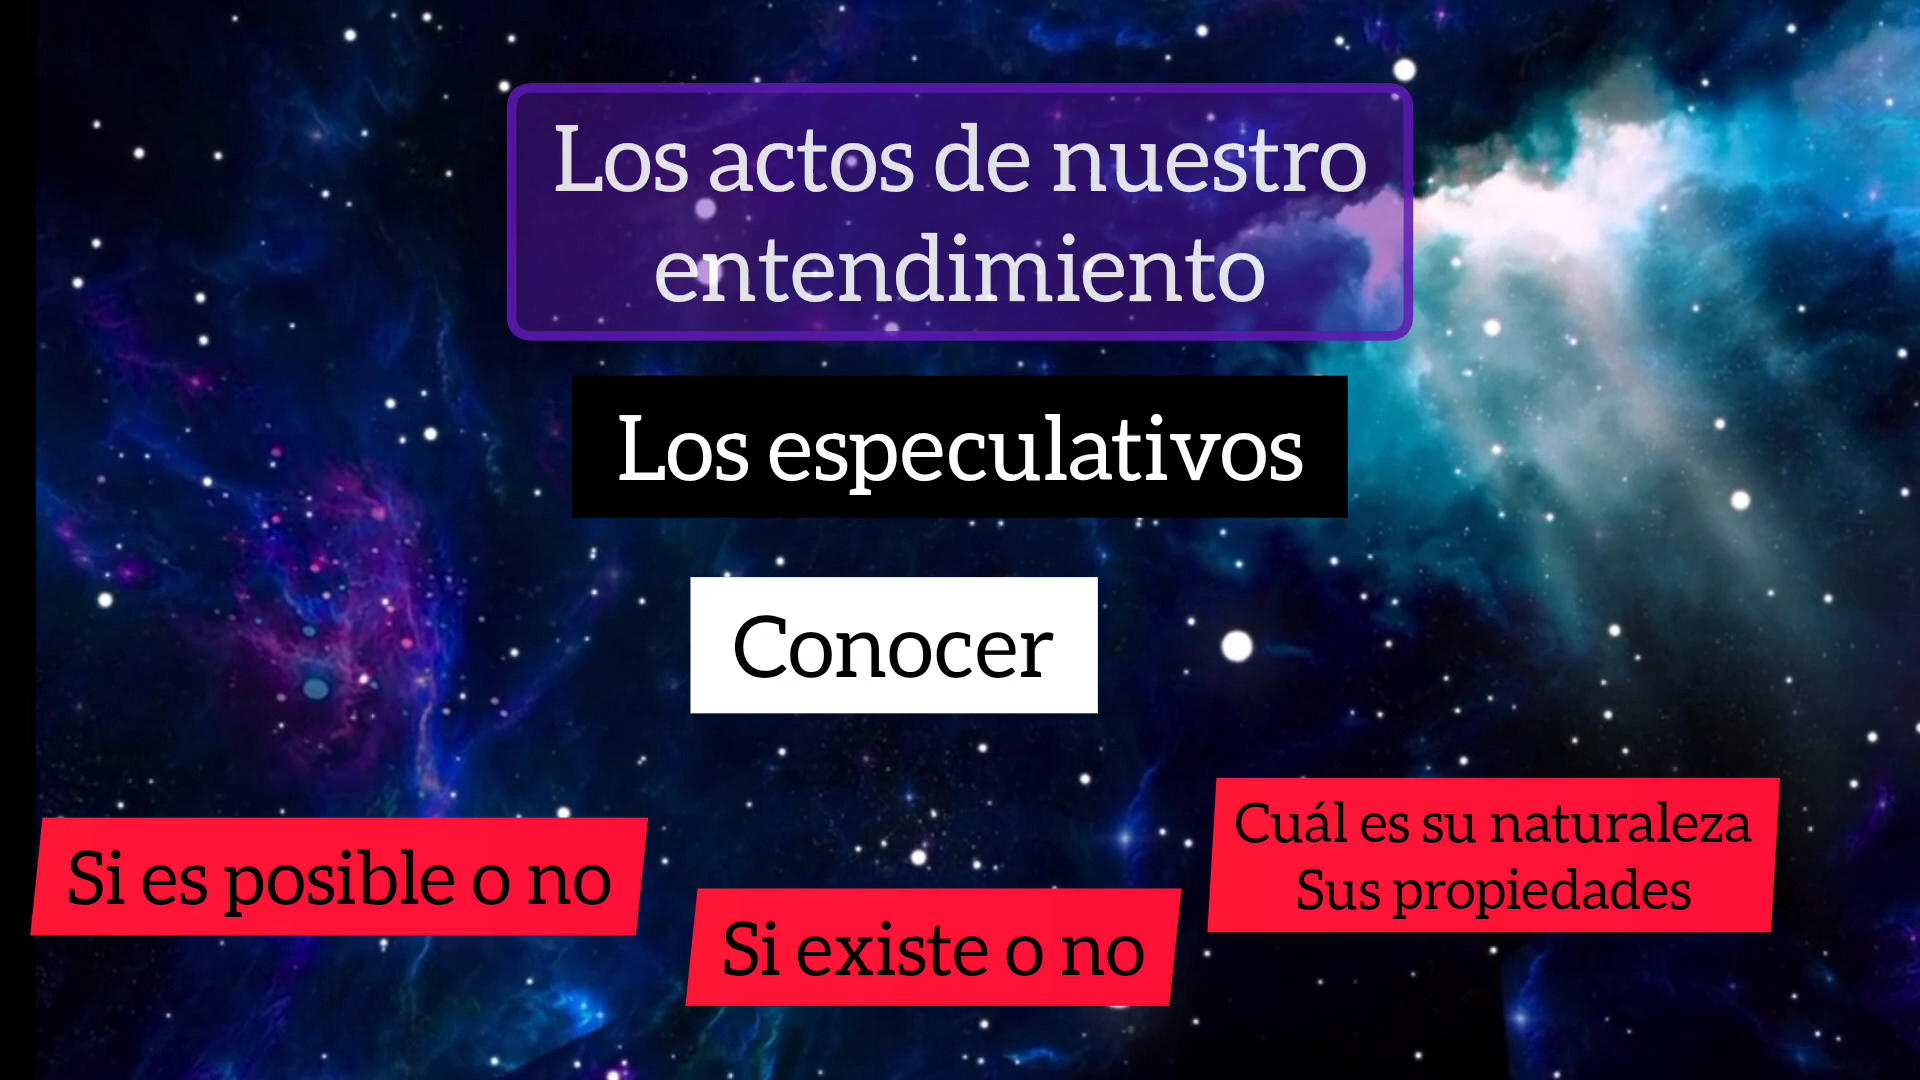 Los actos de nuestro
entendimiento
Los especulativos
Conocer
Si es posible o no
Si existe o no
Cuál es su naturaleza
Sus propiedades